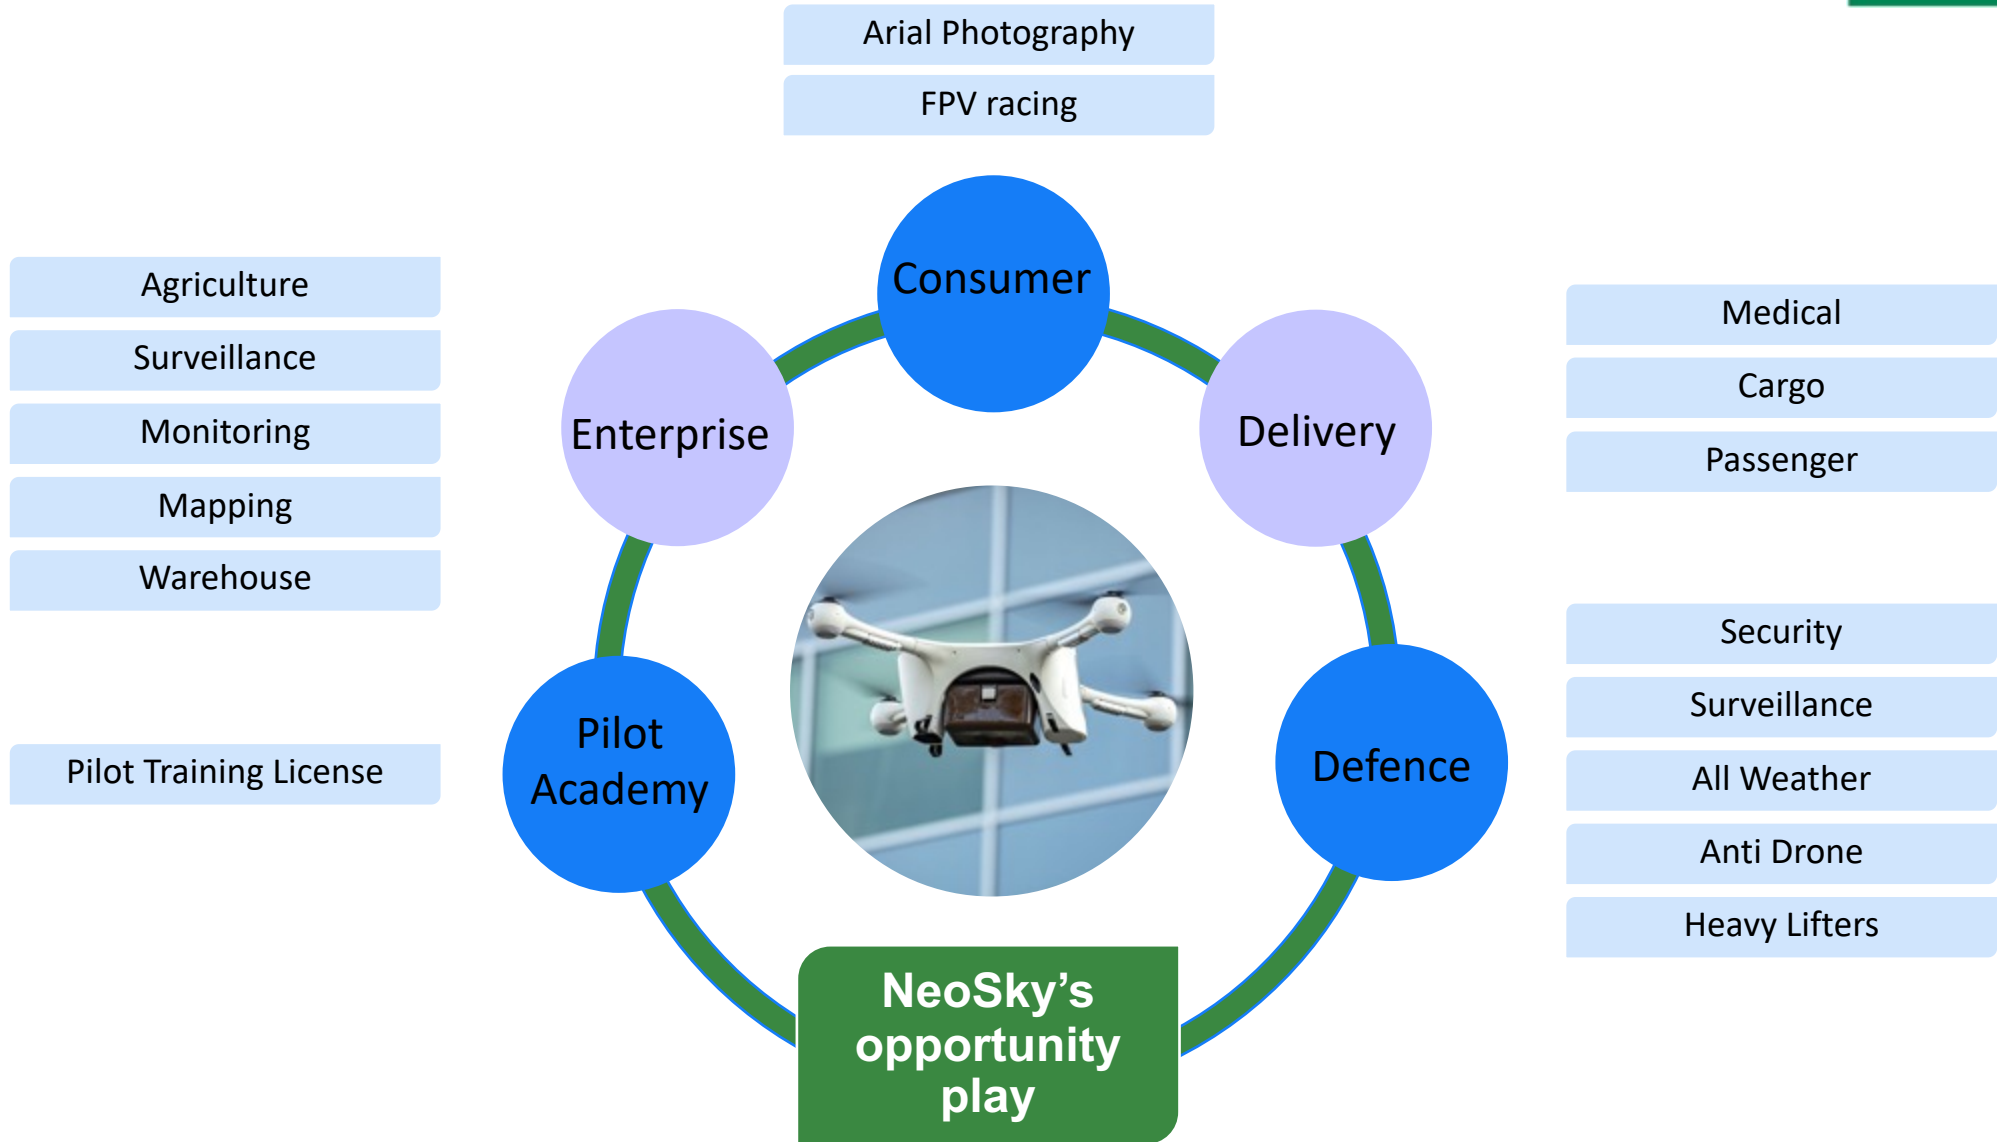 Arial Photography
FPV racing
Consumer
Agriculture
Surveillance
Monitoring
Mapping
Warehouse
Enterprise
Delivery
Medical
Cargo
Passenger
Pilot Training License
Pilot
Academy
Defence
Security
Surveillance
All Weather
Anti Drone
Heavy Lifters
NeoSky’s
opportunity
play